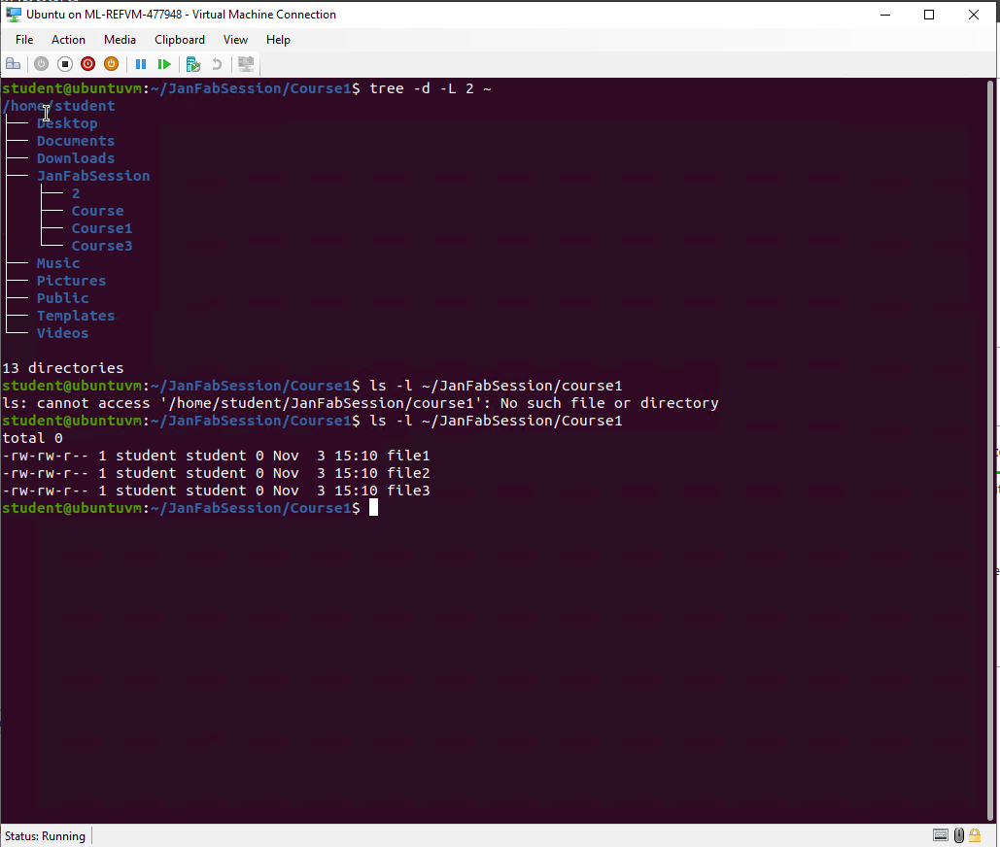 Ubuntu on ML-REFVM-477948 - Virtual Machine Connection
File Action Media Clipboard View Help
student@ubuntuvm:~/JanFabSession/Course1$ tree -d -L 2 ~
/home/student
├── Desktop
├── Documents
├── Downloads
├── JanFabSession
│   ├── 2
│   ├── Course
│   ├── Course1
│   └── Course3
├── Music
├── Pictures
├── Public
├── Templates
└── Videos
13 directories
student@ubuntuvm:~/JanFabSession/Course1$ ls -l ~/JanFabSession/course1
ls: cannot access '/home/student/JanFabSession/course1': No such file or directory
student@ubuntuvm:~/JanFabSession/Course1$ ls -l ~/JanFabSession/Course1
total 0
-rw-rw-r-- 1 student student 0 Nov  3 15:10 file1
-rw-rw-r-- 1 student student 0 Nov  3 15:10 file2
-rw-rw-r-- 1 student student 0 Nov  3 15:10 file3
student@ubuntuvm:~/JanFabSession/Course1$
Status: Running